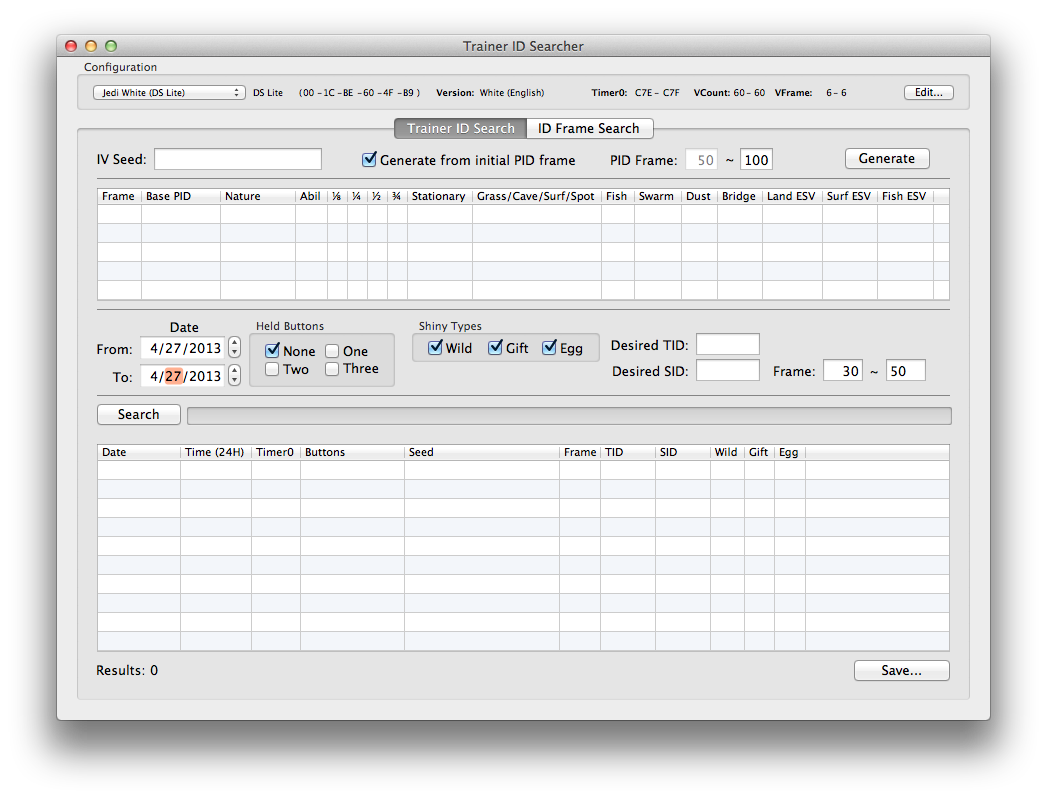 Trainer ID Searcher
Configuration
Jedi White (DS Lite) DS Lite (00 -1C -BE -60 -4F -B9 ) Version: White (English) Timer0: C7E - C7F VCount: 60 - 60 VFrame: 6 - 6 Edit...
Trainer ID Search ID Frame Search
IV Seed: Generate from initial PID frame PID Frame: 50 ~ 100 Generate
Frame Base PID Nature Abil ⅛ ¼ ½ ¾ Stationary Grass/Cave/Surf/Spot Fish Swarm Dust Bridge Land ESV Surf ESV Fish ESV
Date Held Buttons Shiny Types
From: 4/27/2013 None One Wild Gift Egg Desired TID:
To: 4/27/2013 Two Three Desired SID: Frame: 30 ~ 50
Search
Date Time (24H) Timer0 Buttons Seed Frame TID SID Wild Gift Egg
Results: 0 Save...